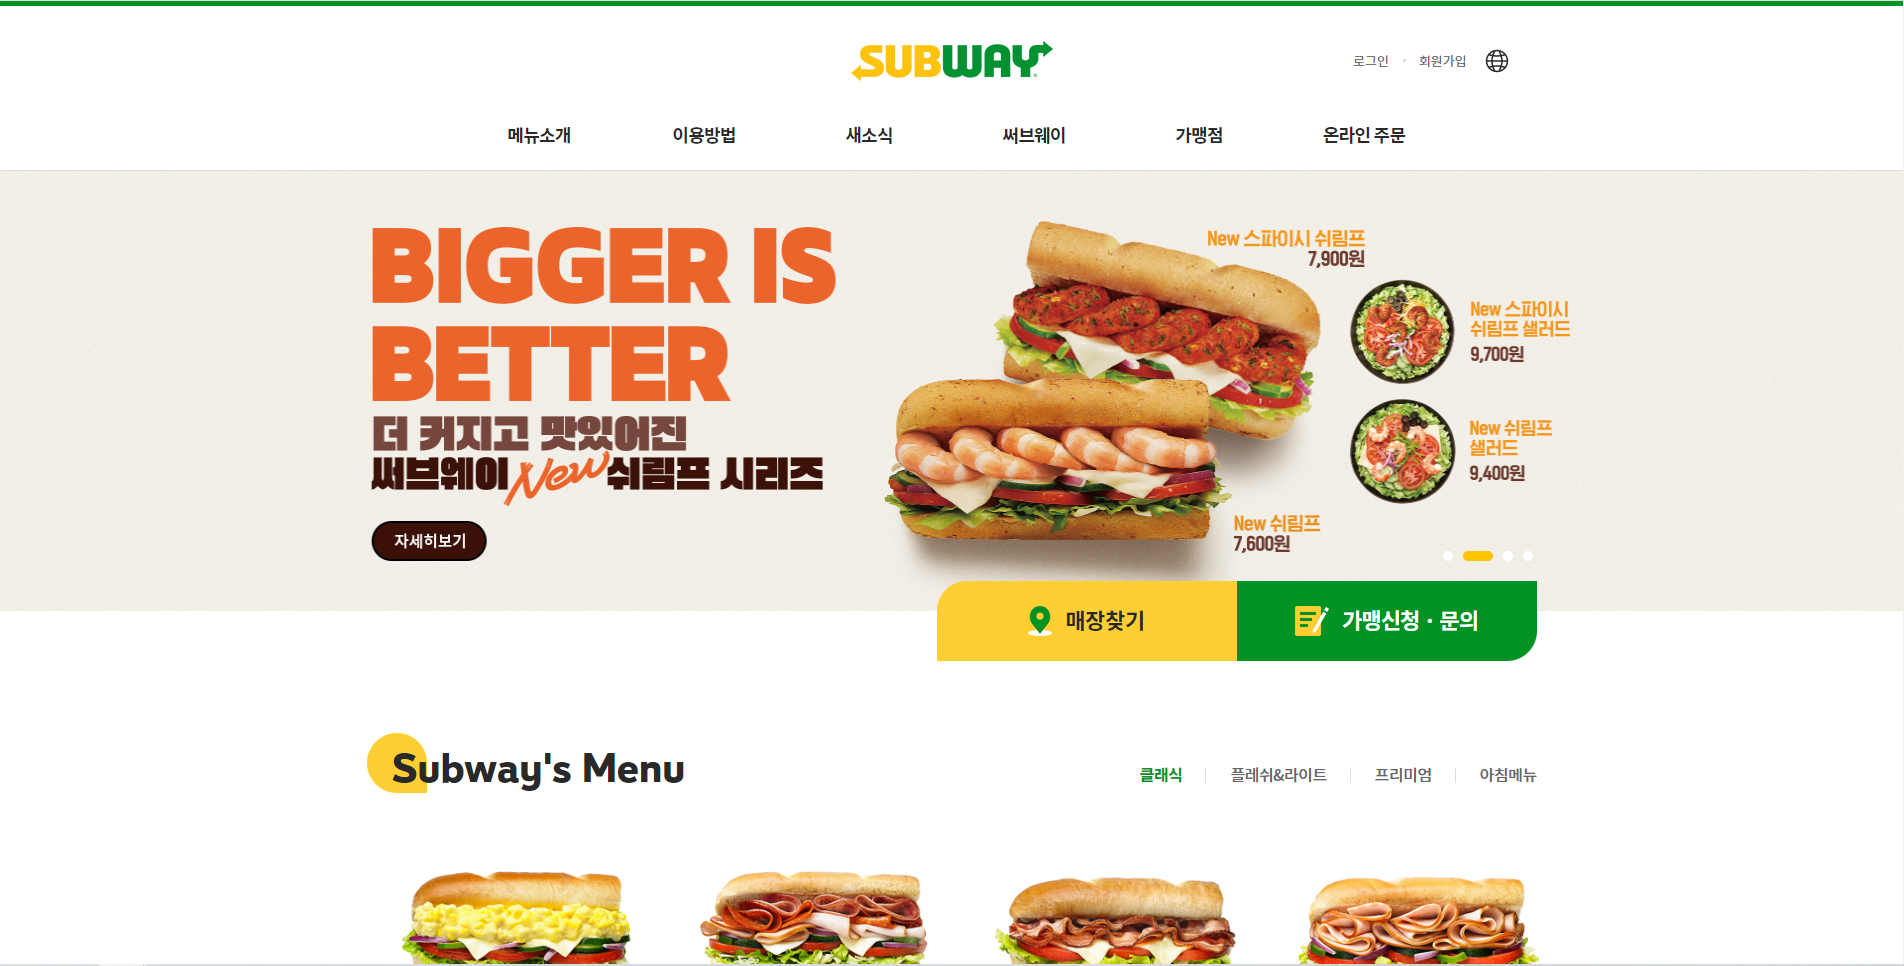 SUBWAY
로그인 회원가입
메뉴소개 이용방법 새소식 써브웨이 가맹점 온라인 주문
BIGGER IS
BETTER
더 커지고 맛있어진
써브웨이 New 쉬림프 시리즈
자세히보기
New 스파이시 쉬림프
7,900원
New 스파이시
쉬림프 샐러드
9,700원
New 쉬림프
샐러드
9,400원
New 쉬림프
7,600원
매장찾기
가맹신청 · 문의
Subway's Menu
클래식 플레쉬&라이트 프리미엄 아침메뉴